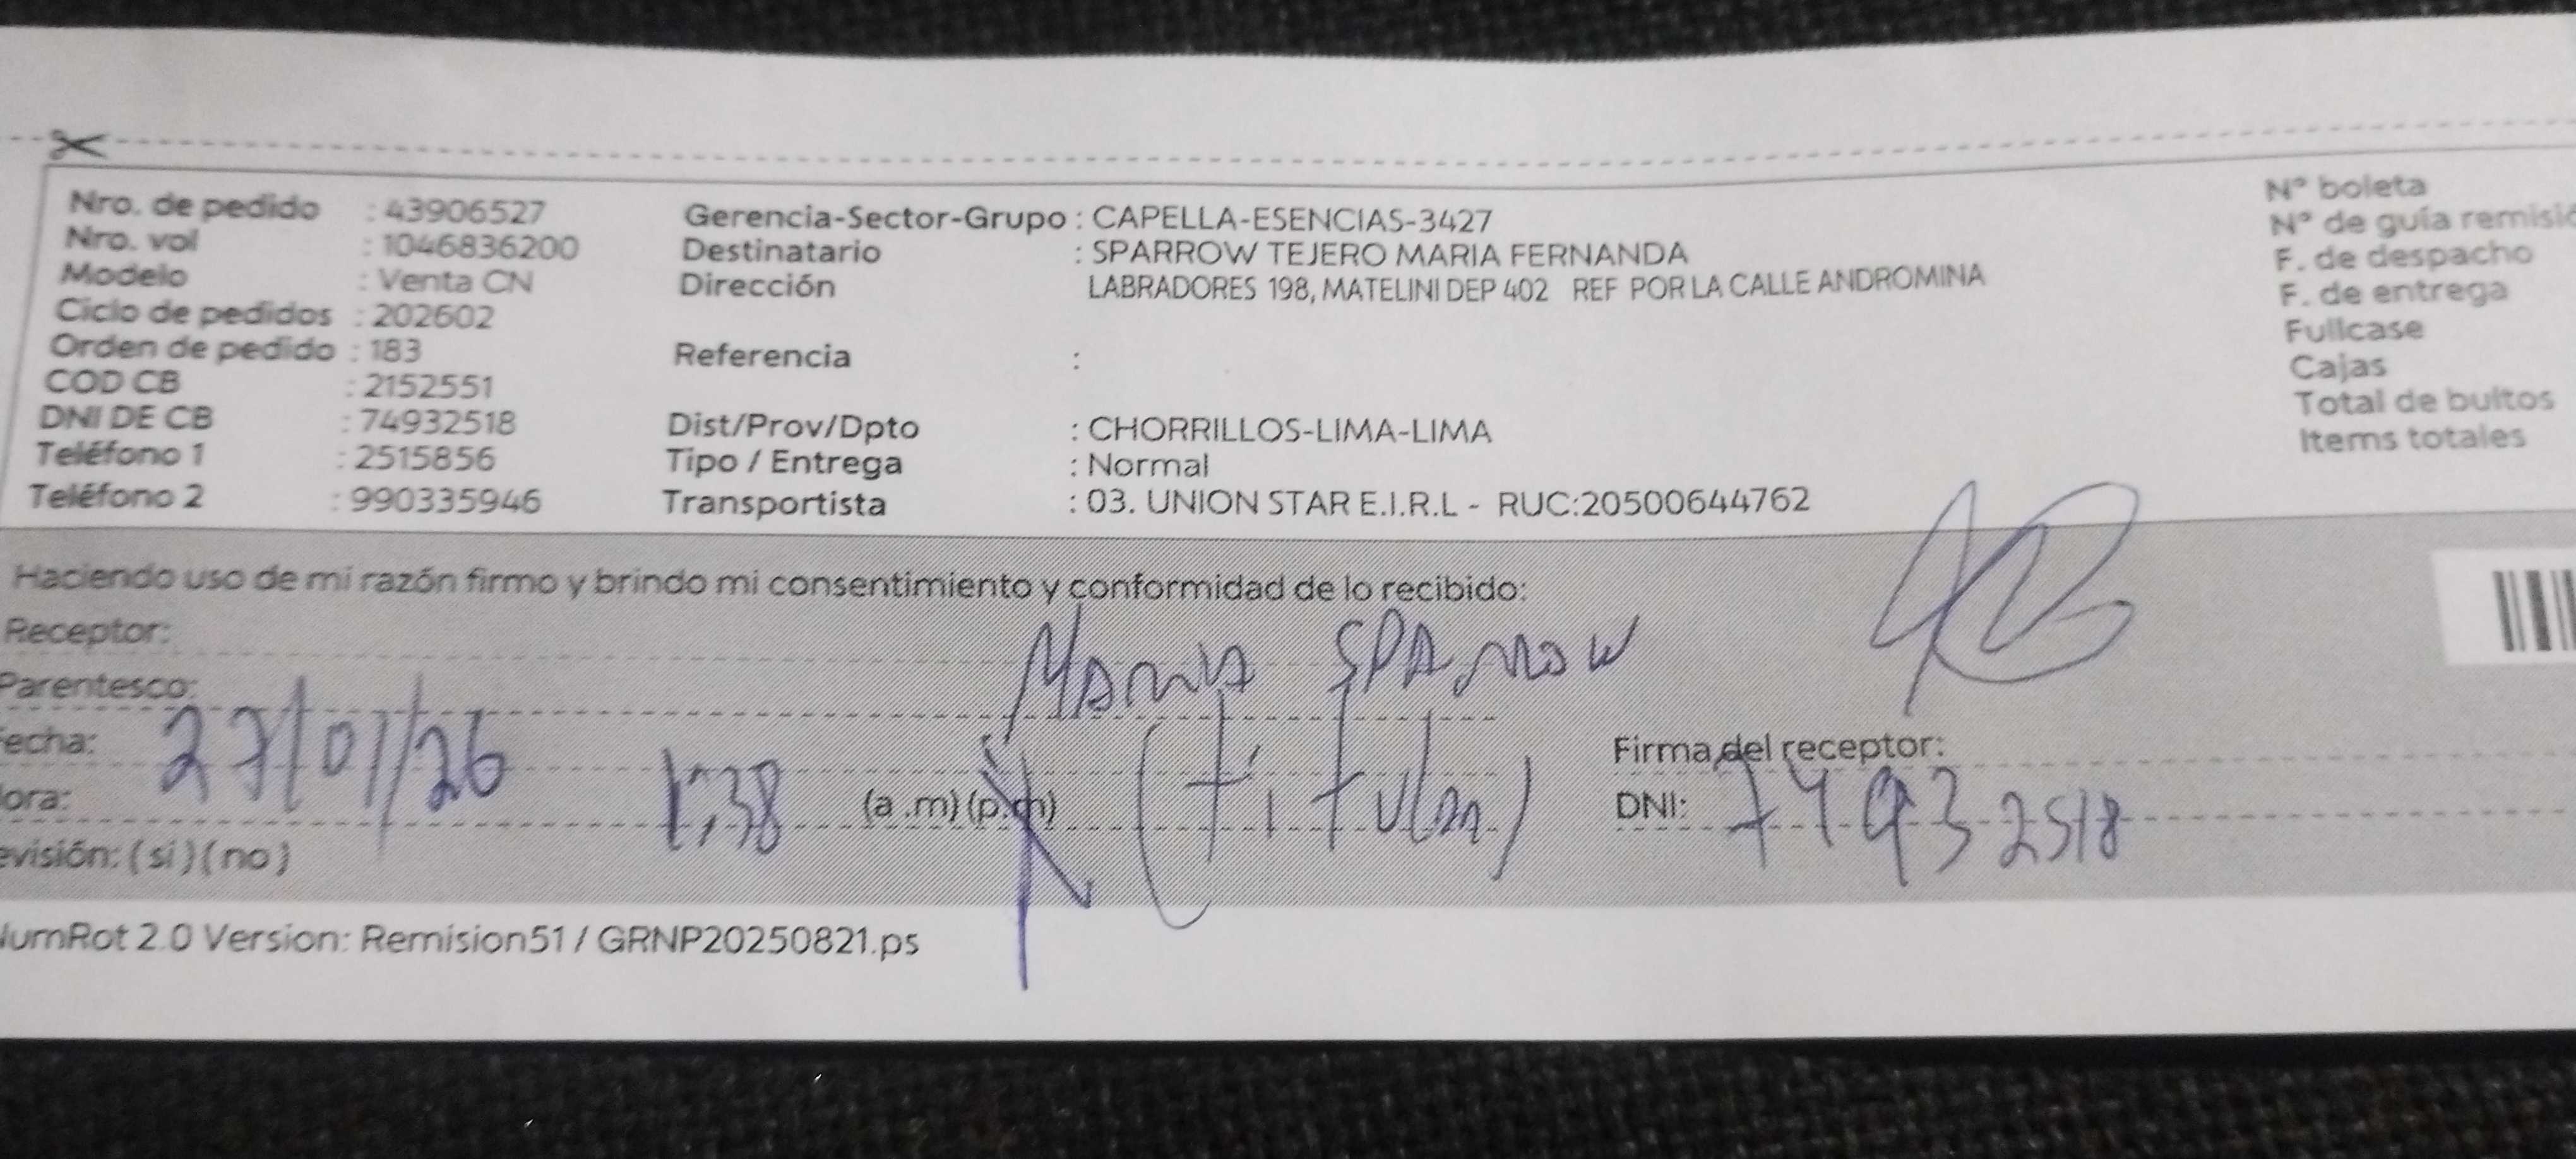 Nro. de pedido : 43906527 Gerencia-Sector-Grupo : CAPELLA-ESENCIAS-3427 N° boleta
Nro. vol : 1046836200 Destinatario : SPARROW TEJERO MARIA FERNANDA N° de guía remisió
Modelo : Venta CN Dirección LABRADORES 198, MATELINI DEP 402 REF POR LA CALLE ANDROMINA F. de despacho
Ciclo de pedidos : 202602 F. de entrega
Orden de pedido : 183 Referencia : Fullcase
COD CB : 2152551 Cajas
DNI DE CB : 74932518 Dist/Prov/Dpto : CHORRILLOS-LIMA-LIMA Total de bultos
Teléfono 1 : 2515856 Tipo / Entrega : Normal Items totales
Teléfono 2 : 990335946 Transportista : 03. UNION STAR E.I.R.L - RUC:20500644762
Haciendo uso de mi razón firmo y brindo mi consentimiento y conformidad de lo recibido:
Receptor: Maria SPArrow
Parentesco: (titular)
echa: 27/01/26 Firma del receptor:
ora: 1:38 (a .m) (p.m) DNI: 74932518
evisión: (si) (no)
NumRot 2.0 Version: Remision51 / GRNP20250821.ps